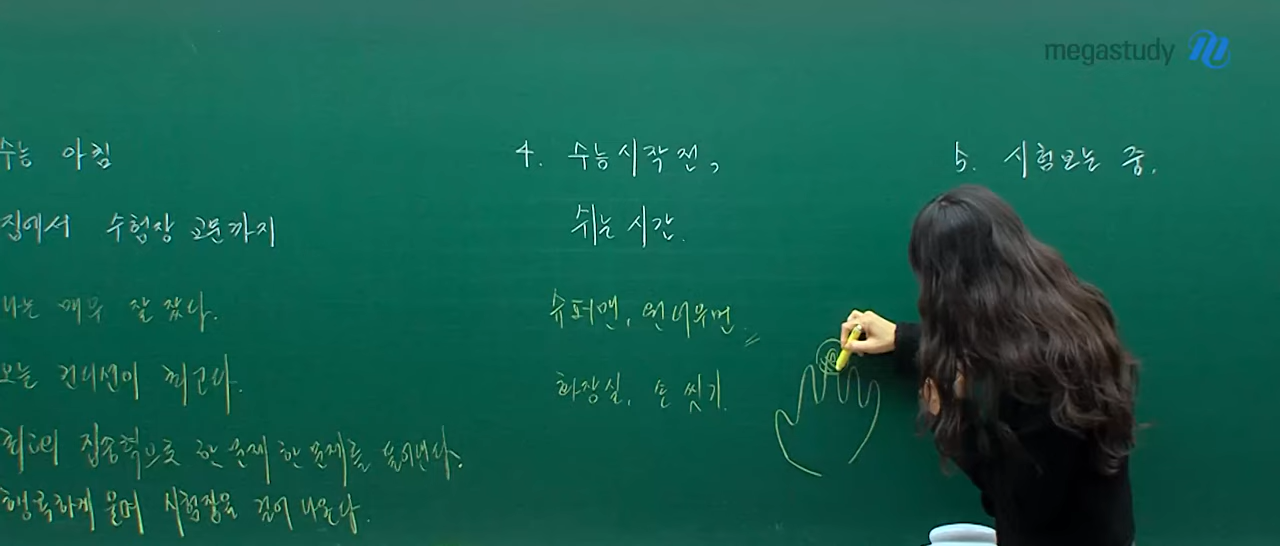 megastudy
수능 아침
집에서 수험장 교문까지
나는 매우 잘 잤다.
오늘 컨디션이 최고다.
최고의 집중력으로 한 문제 한 문제를 풀어낸다.
행복하게 울며 시험장을 걸어 나온다.
4. 수능시작 전,
쉬는 시간.
슈퍼맨, 원더우먼.
화장실, 손 씻기.
5. 시험보는 중.